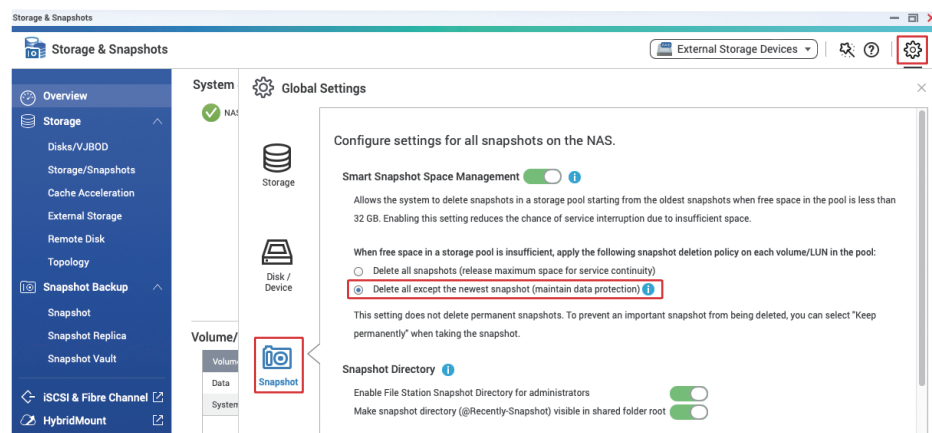 Storage & Snapshots
Storage & Snapshots
External Storage Devices
Overview
Storage
Disks/VJBOD
Storage/Snapshots
Cache Acceleration
External Storage
Remote Disk
Topology
Snapshot Backup
Snapshot
Snapshot Replica
Snapshot Vault
iSCSI & Fibre Channel
HybridMount
System
NAS
Volume/
Volume
Data
System
Global Settings
Storage
Disk /
Device
Snapshot
Configure settings for all snapshots on the NAS.
Smart Snapshot Space Management
Allows the system to delete snapshots in a storage pool starting from the oldest snapshots when free space in the pool is less than
32 GB. Enabling this setting reduces the chance of service interruption due to insufficient space.
When free space in a storage pool is insufficient, apply the following snapshot deletion policy on each volume/LUN in the pool:
Delete all snapshots (release maximum space for service continuity)
Delete all except the newest snapshot (maintain data protection)
This setting does not delete permanent snapshots. To prevent an important snapshot from being deleted, you can select "Keep
permanently" when taking the snapshot.
Snapshot Directory
Enable File Station Snapshot Directory for administrators
Make snapshot directory (@Recently-Snapshot) visible in shared folder root